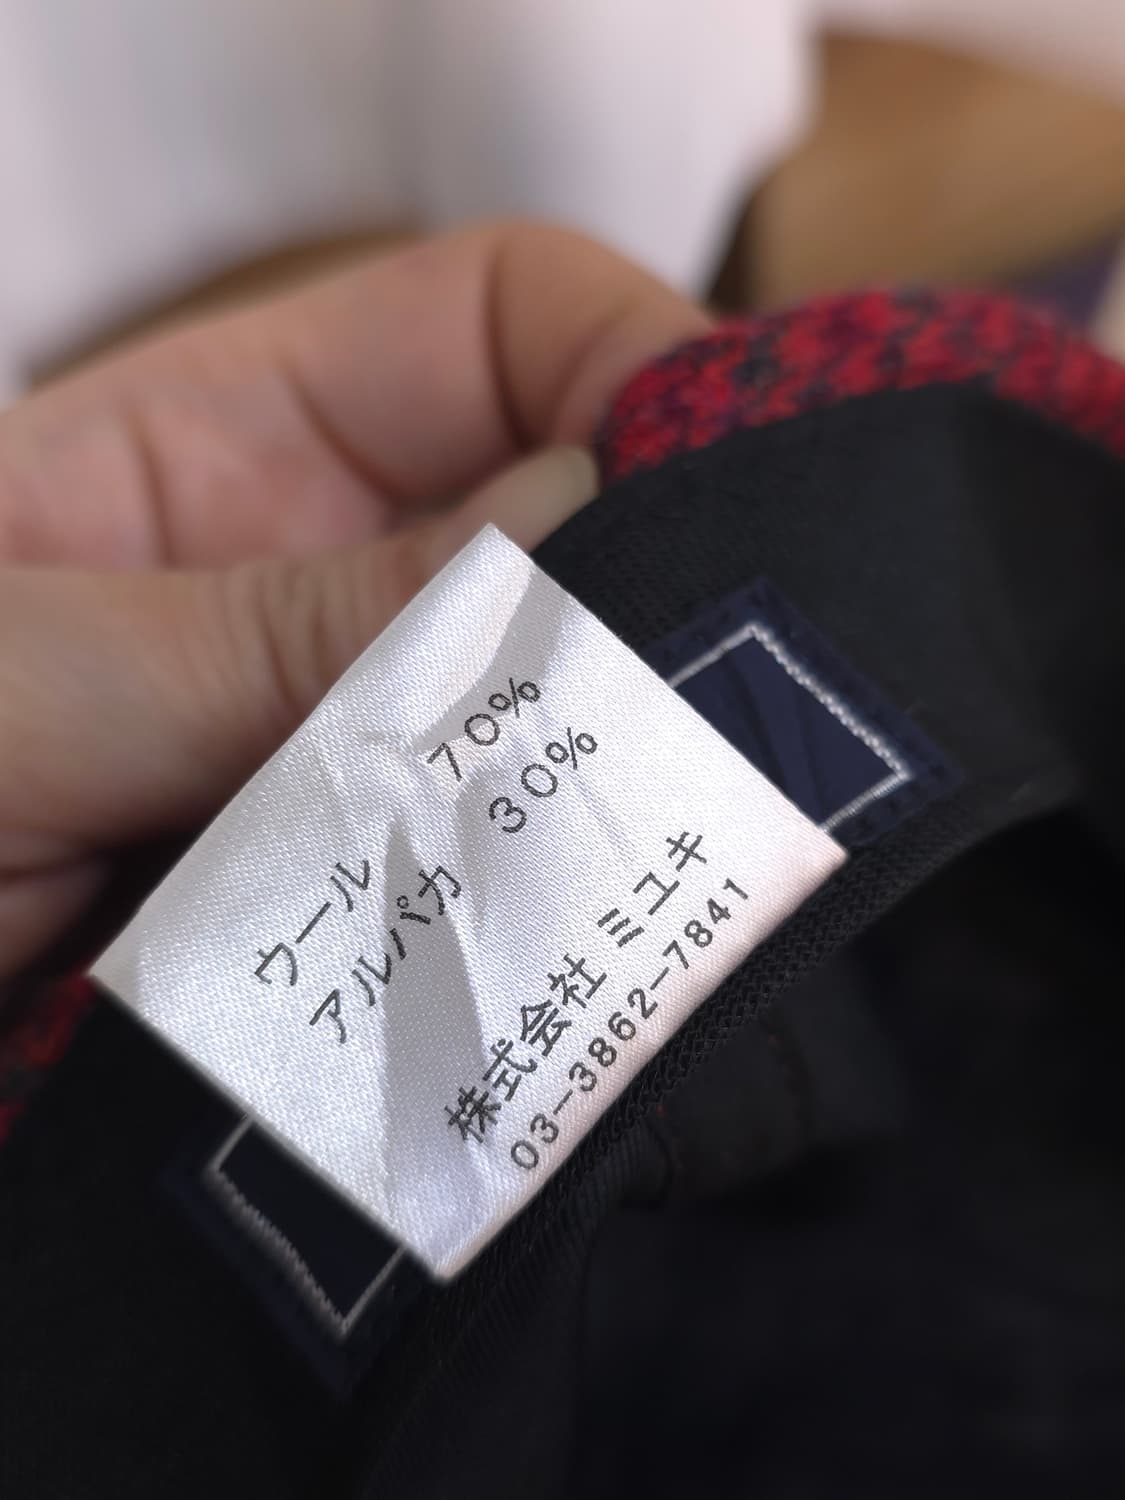 ウール 70%
アルパカ 30%
株式会社 ミユキ
03-3862-7841